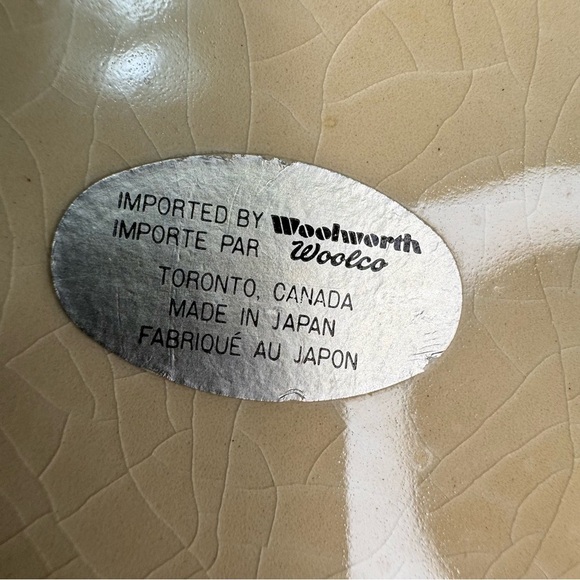 IMPORTED BY Woolworth
IMPORTE PAR Woolco
TORONTO, CANADA
MADE IN JAPAN
FABRIQUÉ AU JAPON